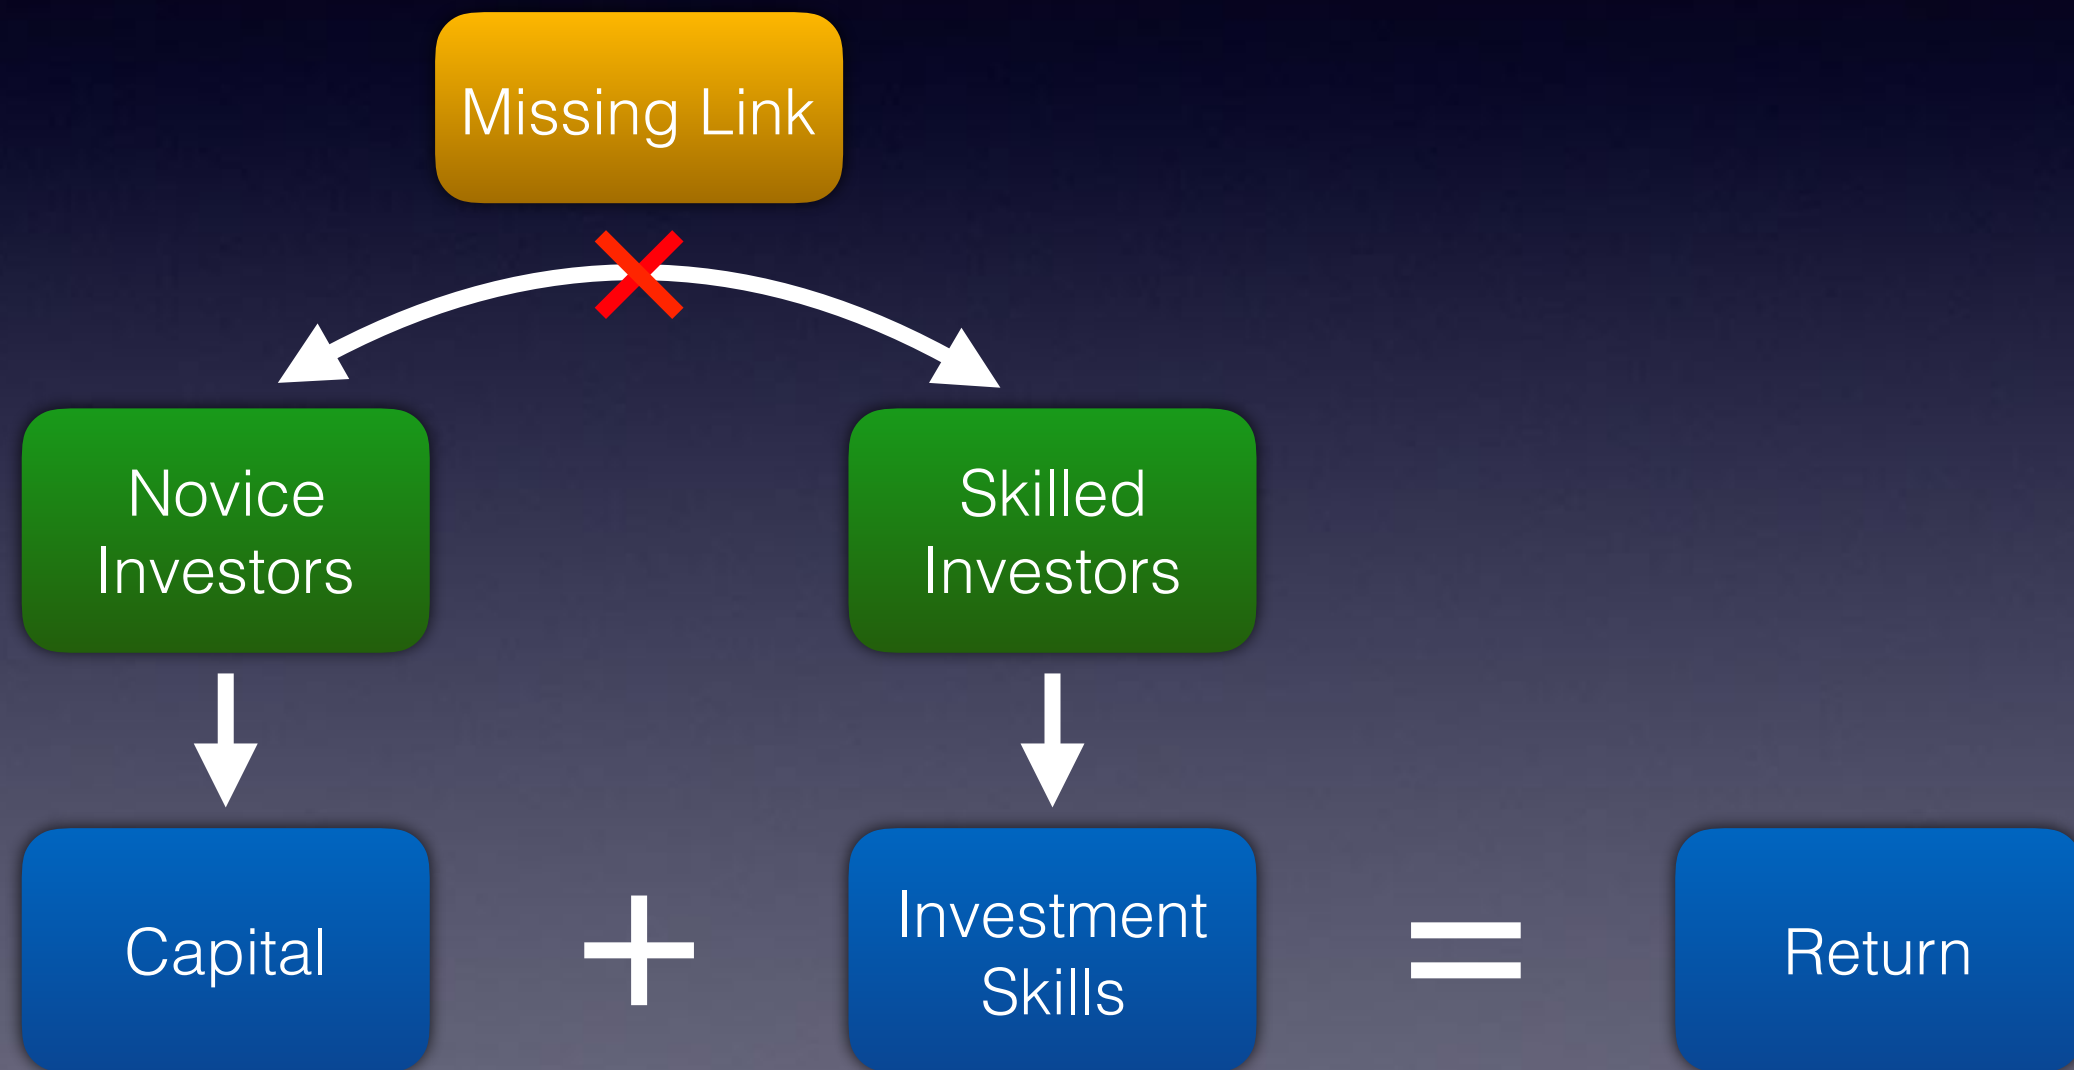 Missing Link
Novice
Investors
Skilled
Investors
Capital
+
Investment
Skills
=
Return